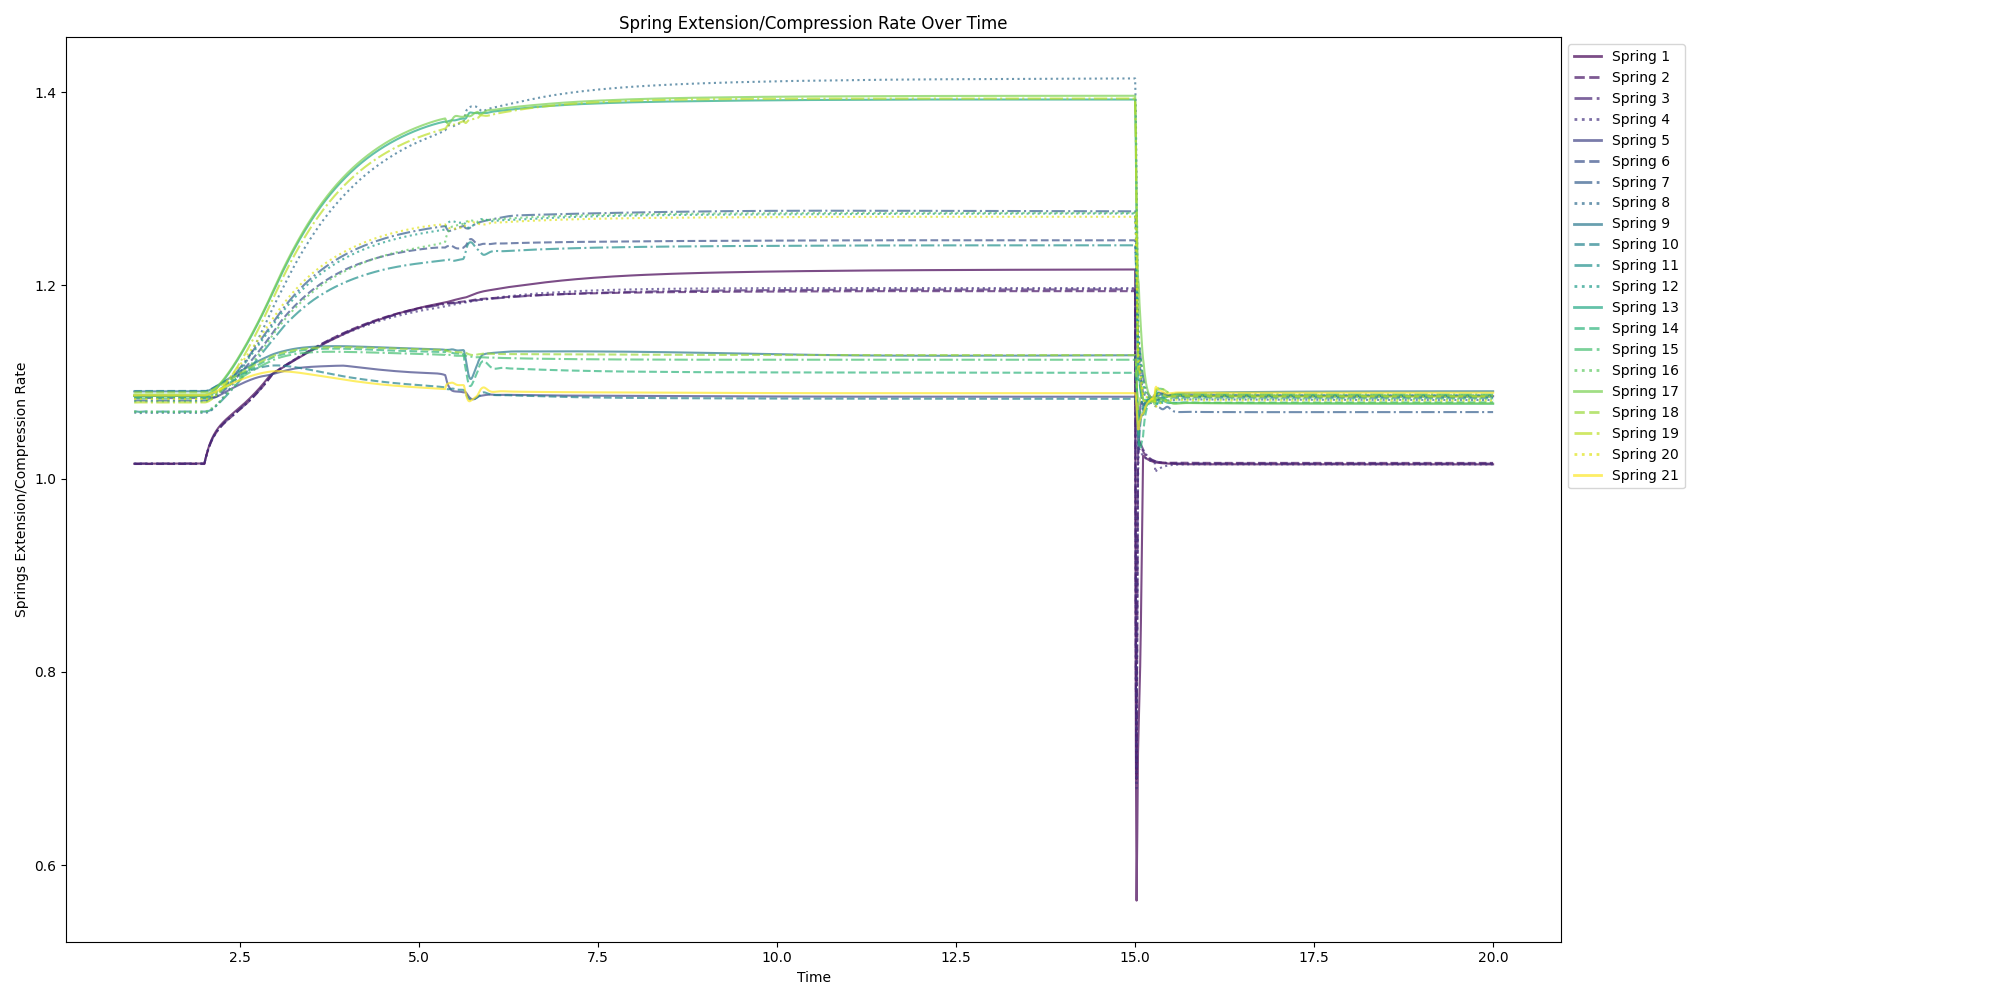 Spring Extension/Compression Rate Over Time
Springs Extension/Compression Rate
1.4
1.2
1.0
0.8
0.6
2.5
5.0
7.5
10.0
12.5
15.0
17.5
20.0
Time
Spring 1
Spring 2
Spring 3
Spring 4
Spring 5
Spring 6
Spring 7
Spring 8
Spring 9
Spring 10
Spring 11
Spring 12
Spring 13
Spring 14
Spring 15
Spring 16
Spring 17
Spring 18
Spring 19
Spring 20
Spring 21